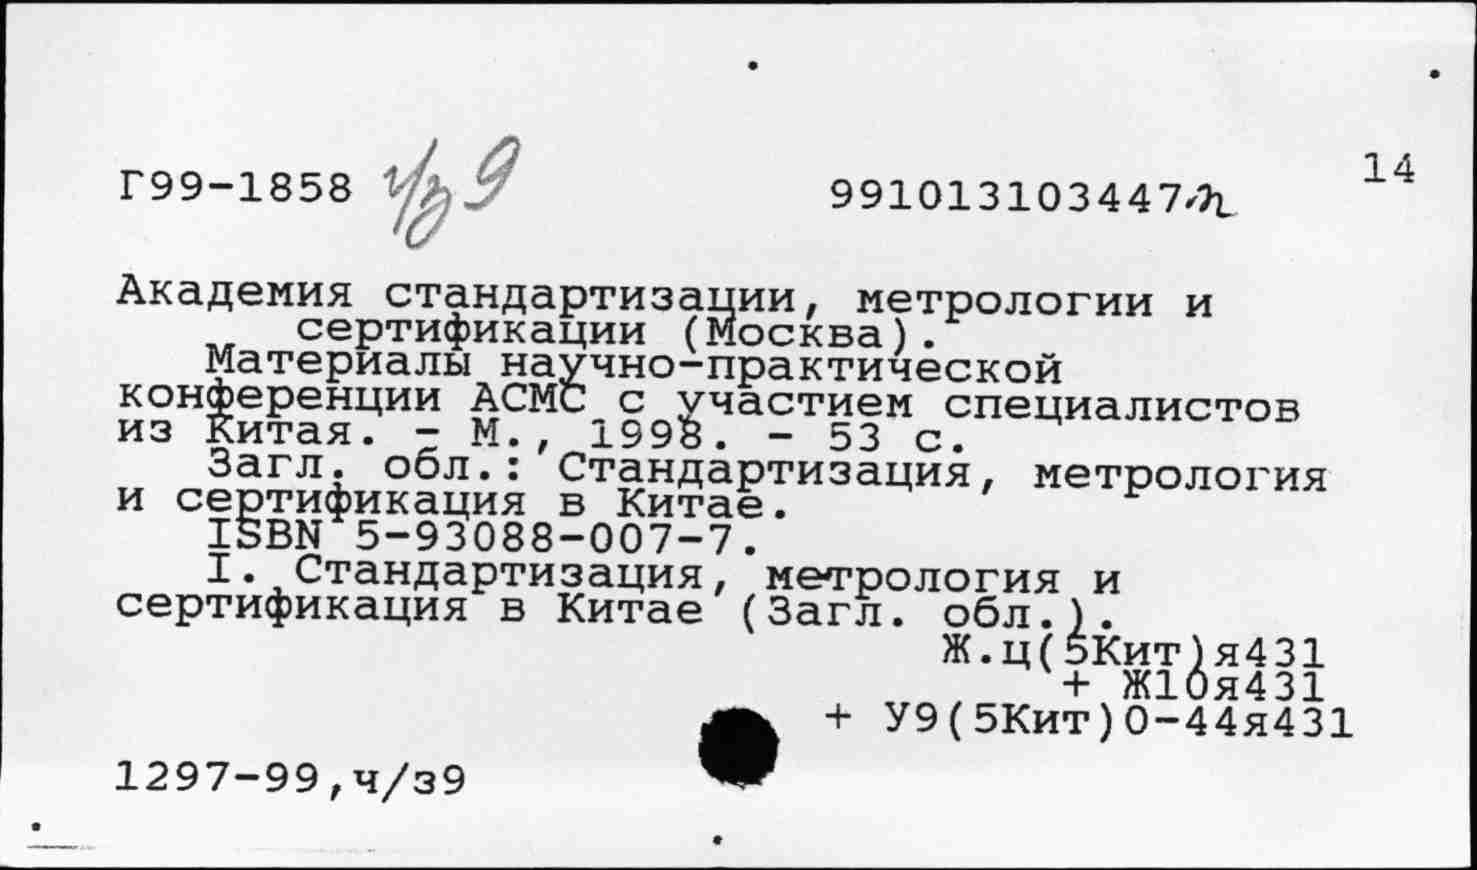 14
Г99-1858 ч/з 9 991013103447
Академия стандартизации, метрологии и
сертификации (Москва).
Материалы научно-практической
конференции АСМС с участием специалистов
из Китая. - М., 1998. - 53 с.
Загл. обл.: Стандартизация, метрология
и сертификация в Китае.
ISBN 5-93088-007-7.
I. Стандартизация, метрология и
сертификация в Китае (Загл. обл.).
Ж.ц(5Кит)я431
+ Ж10я431
+ У9(5Кит)0-44я431
1297-99,ч/з9